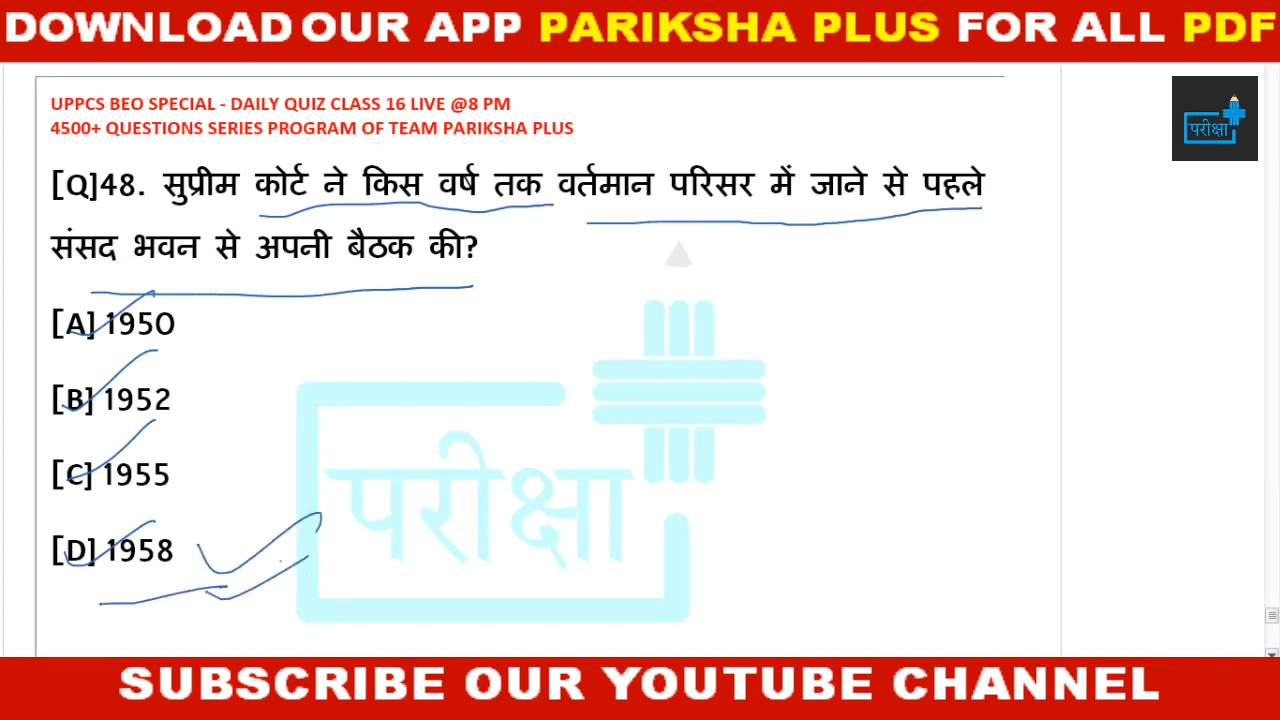 DOWNLOAD OUR APP PARIKSHA PLUS FOR ALL PDF
UPPCS BEO SPECIAL - DAILY QUIZ CLASS 16 LIVE @8 PM
4500+ QUESTIONS SERIES PROGRAM OF TEAM PARIKSHA PLUS
परीक्षा
[Q]48. सुप्रीम कोर्ट ने किस वर्ष तक वर्तमान परिसर में जाने से पहले
संसद भवन से अपनी बैठक की?
[A] 1950
[B] 1952
[C] 1955
[D] 1958
परीक्षा
SUBSCRIBE OUR YOUTUBE CHANNEL